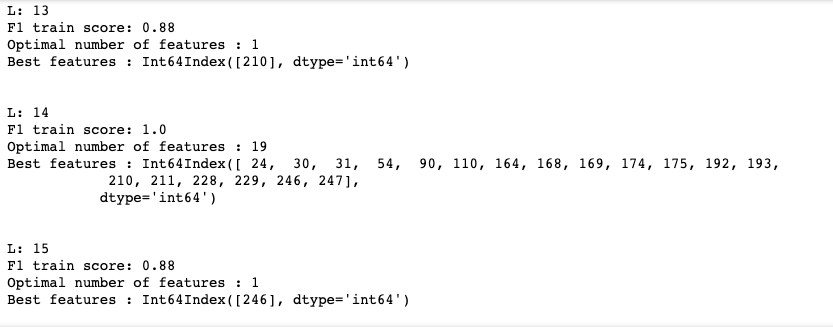 L: 13
F1 train score: 0.88
Optimal number of features : 1
Best features : Int64Index([210], dtype='int64')
L: 14
F1 train score: 1.0
Optimal number of features : 19
Best features : Int64Index([ 24,  30,  31,  54,  90, 110, 164, 168, 169, 174, 175, 192, 193,
210, 211, 228, 229, 246, 247],
dtype='int64')
L: 15
F1 train score: 0.88
Optimal number of features : 1
Best features : Int64Index([246], dtype='int64')